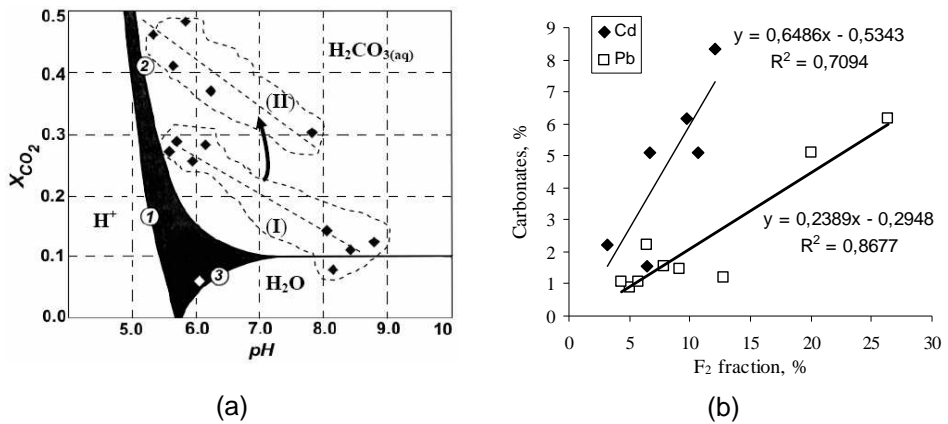 0.5
0.4
0.3
0.2
0.1
0.0
XCO2
H2CO3(aq)
2
(II)
H+
1
(I)
3
H2O
5.0 6.0 7.0 8.0 9.0 10
pH
(a)
9
8
7
6
5
4
3
2
1
0
Carbonates, %
Cd
Pb
y = 0,6486x - 0,5343
R2 = 0,7094
y = 0,2389x - 0,2948
R2 = 0,8677
0 5 10 15 20 25 30
F2 fraction, %
(b)